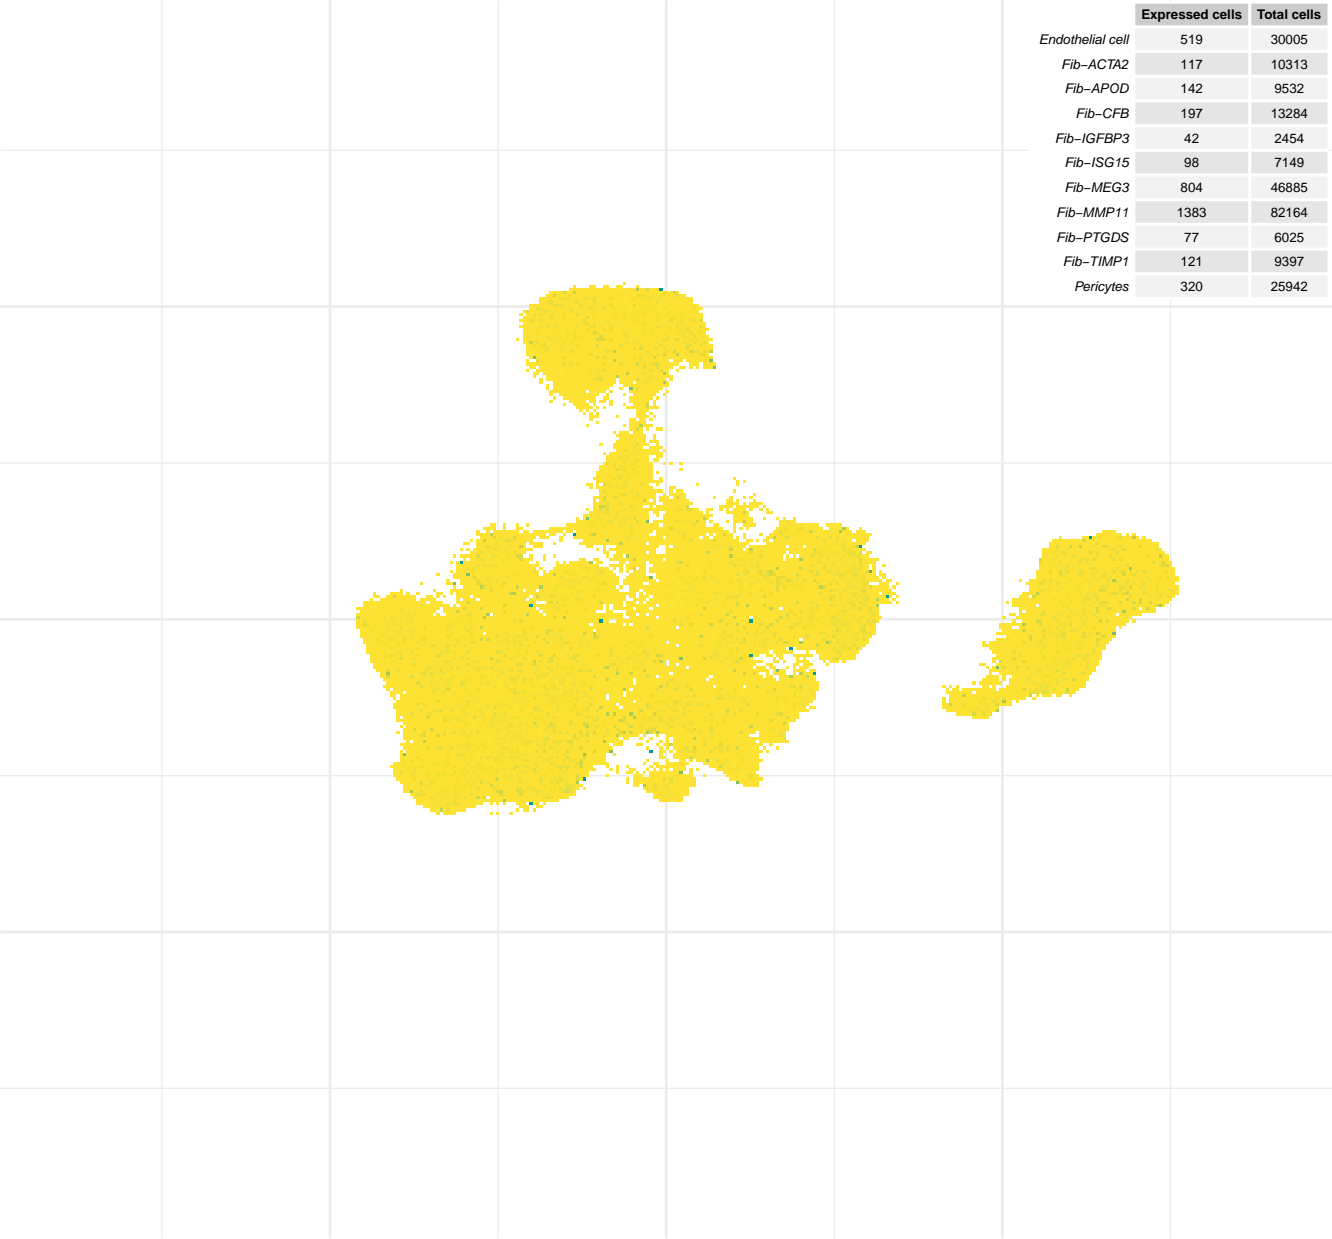 Expressed cells Total cells
Endothelial cell 519 30005
Fib−ACTA2 117 10313
Fib−APOD 142 9532
Fib−CFB 197 13284
Fib−IGFBP3 42 2454
Fib−ISG15 98 7149
Fib−MEG3 804 46885
Fib−MMP11 1383 82164
Fib−PTGDS 77 6025
Fib−TIMP1 121 9397
Pericytes 320 25942